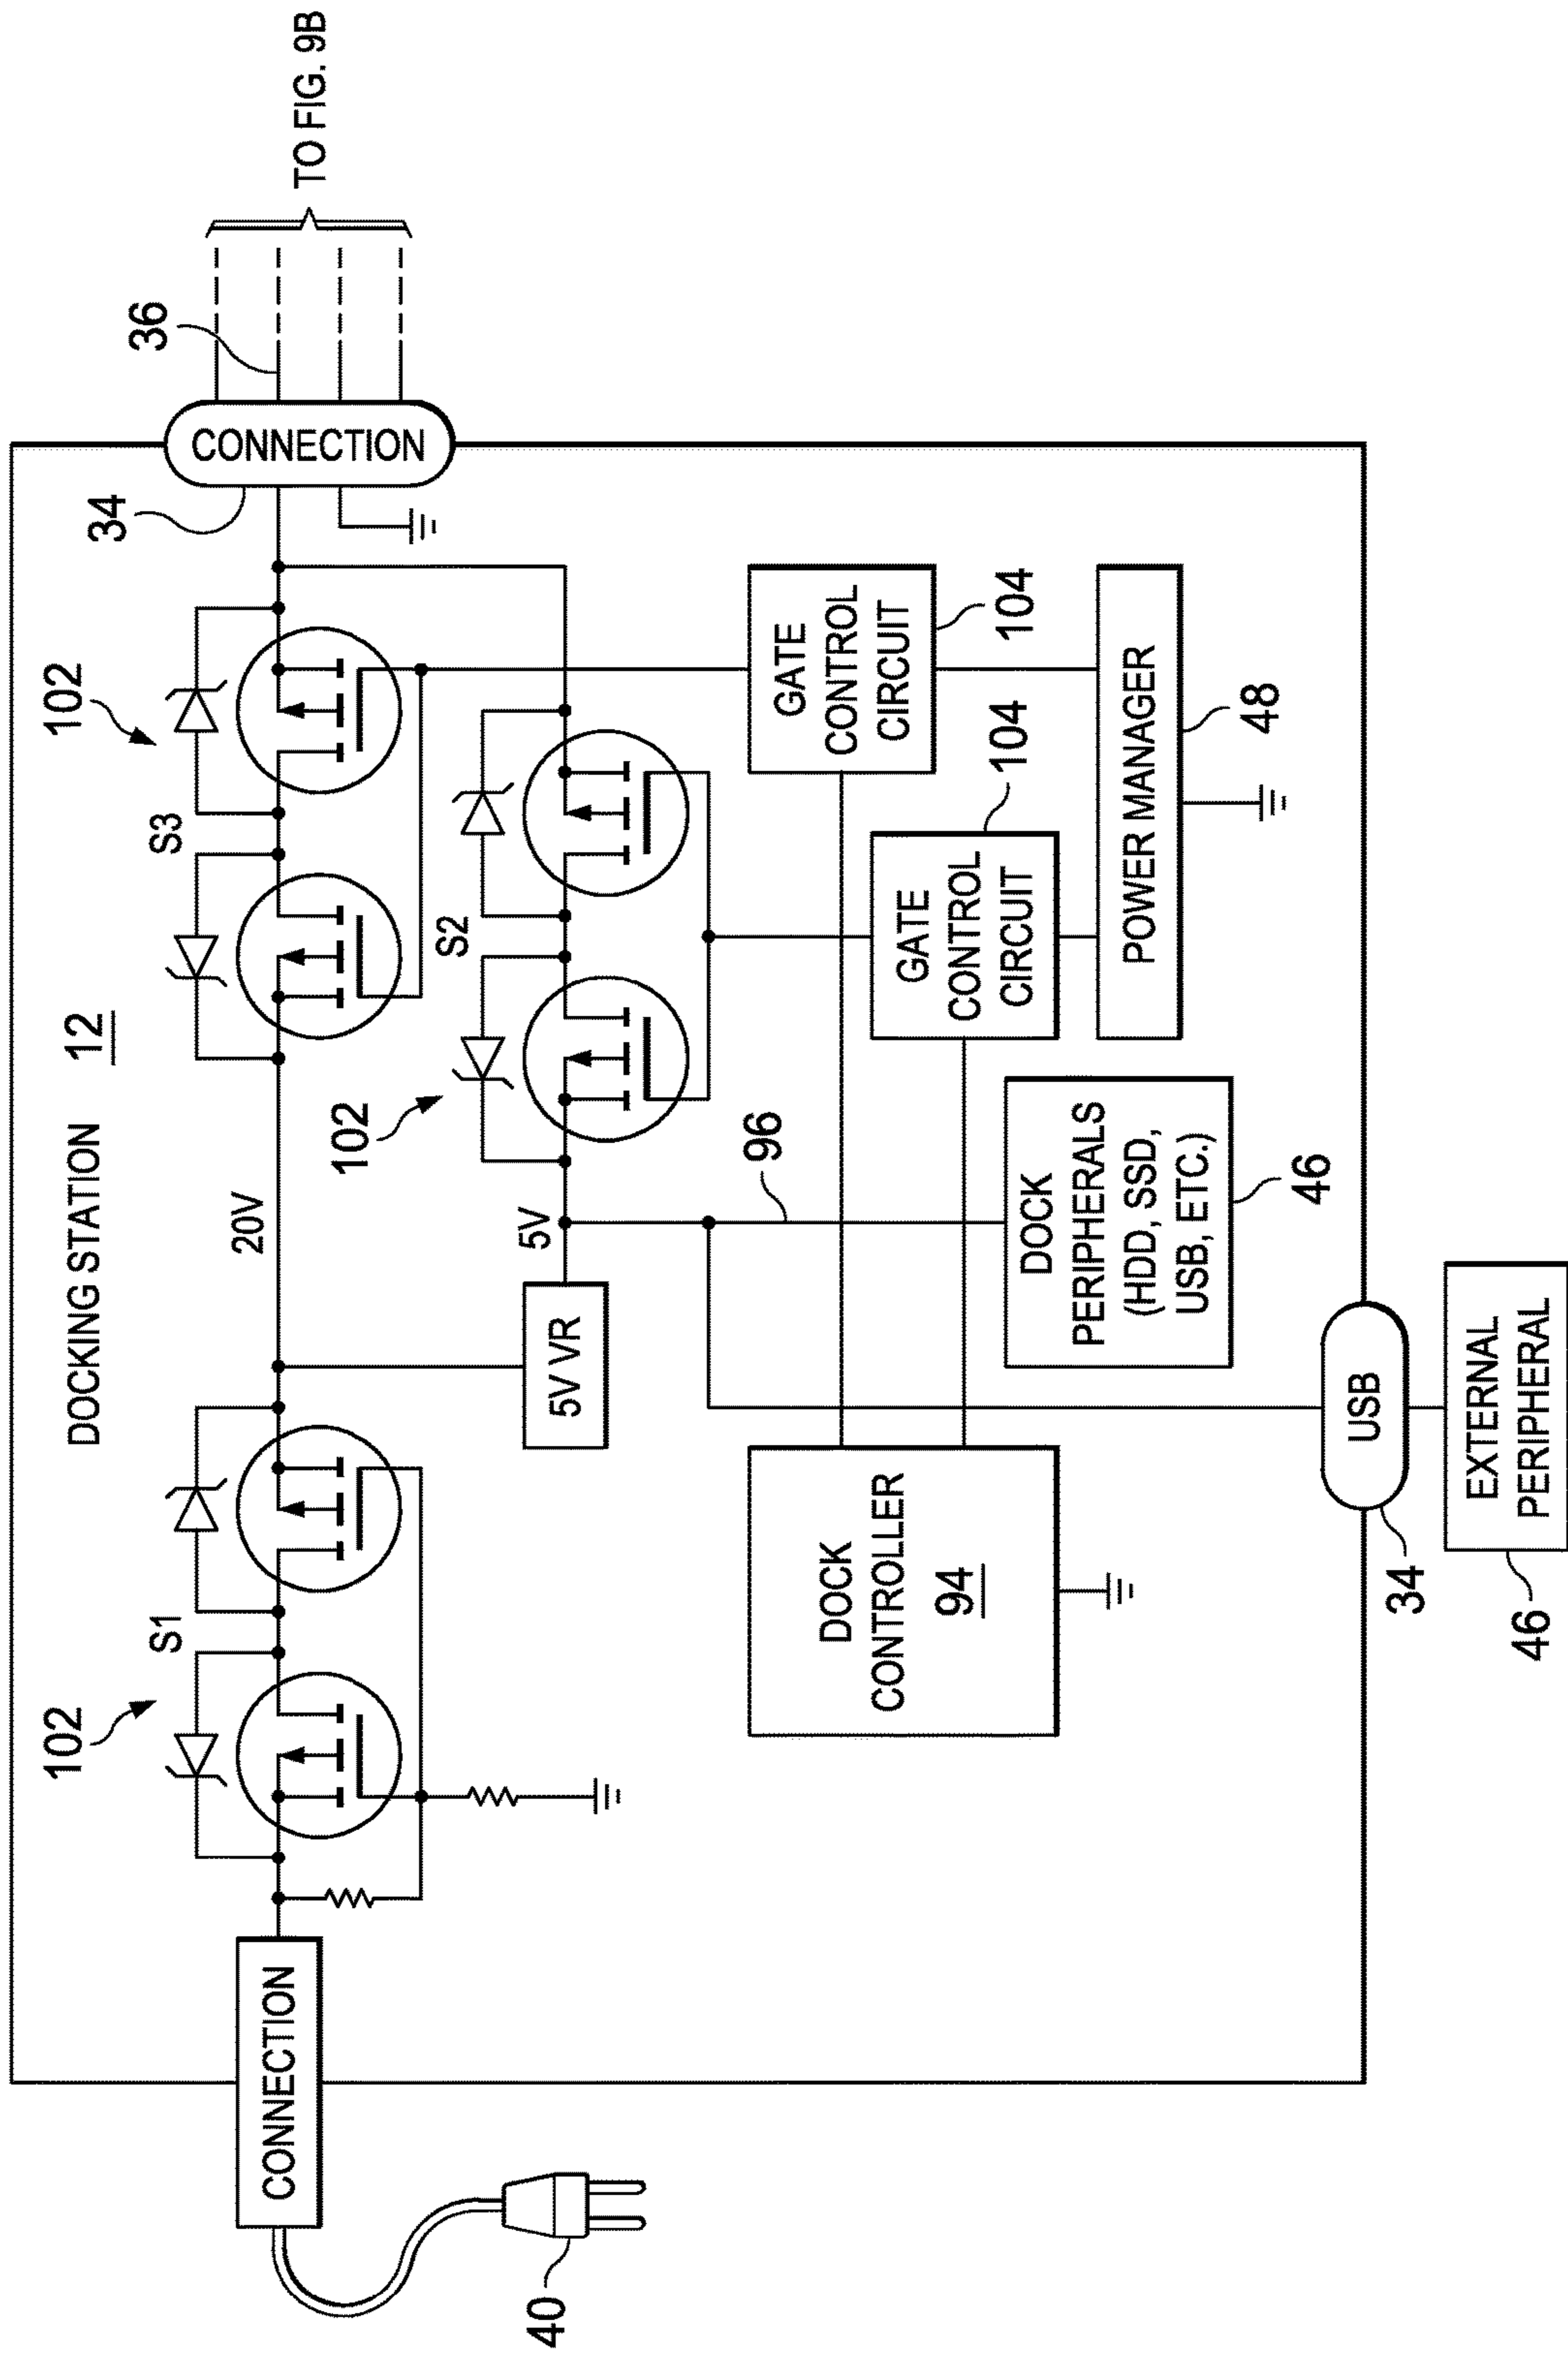 DOCKING STATION 12
TO FIG. 9B
36
34
CONNECTION
102
S1
102
S3
20V
CONNECTION
40
5V VR
5V
102
S2
96
GATE
CONTROL
CIRCUIT
104
GATE
CONTROL
CIRCUIT
104
POWER MANAGER
48
DOCK
CONTROLLER
94
DOCK
PERIPHERALS
(HDD, SSD,
USB, ETC.)
46
USB
34
EXTERNAL
PERIPHERAL
46